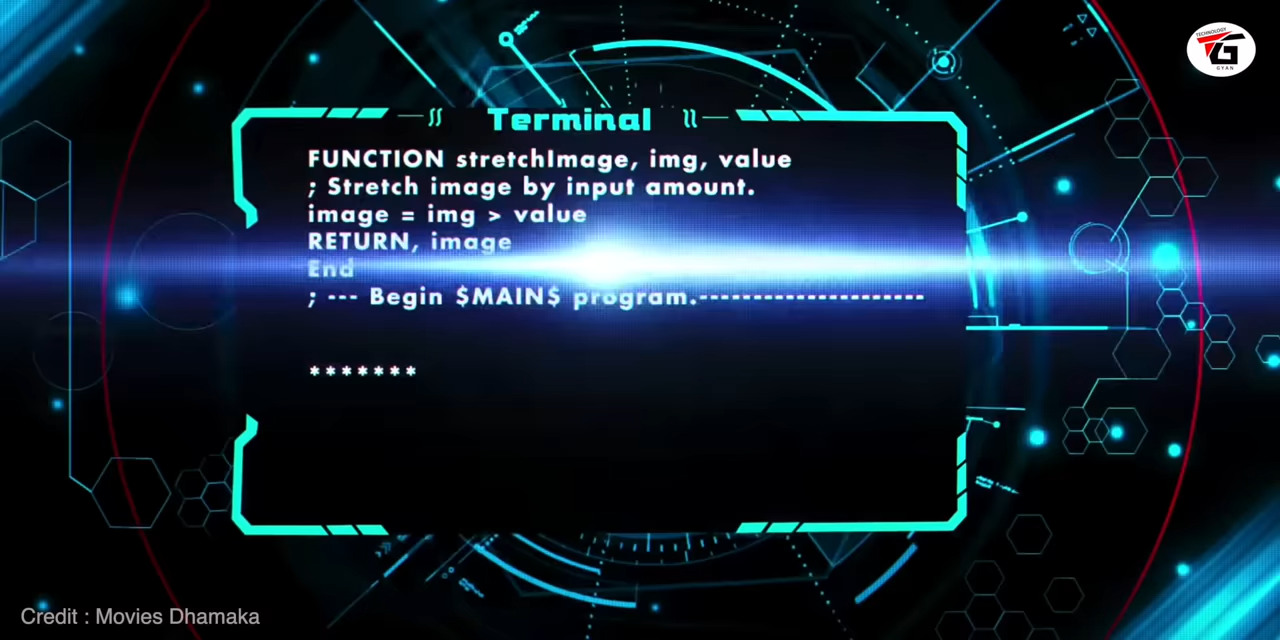 TECHNOLOGY
TG
GYAN
Terminal
FUNCTION stretchImage, img, value
; Stretch image by input amount.
image = img > value
RETURN, image
End
; --- Begin $MAIN$ program.---------------------
*******
Credit : Movies Dhamaka